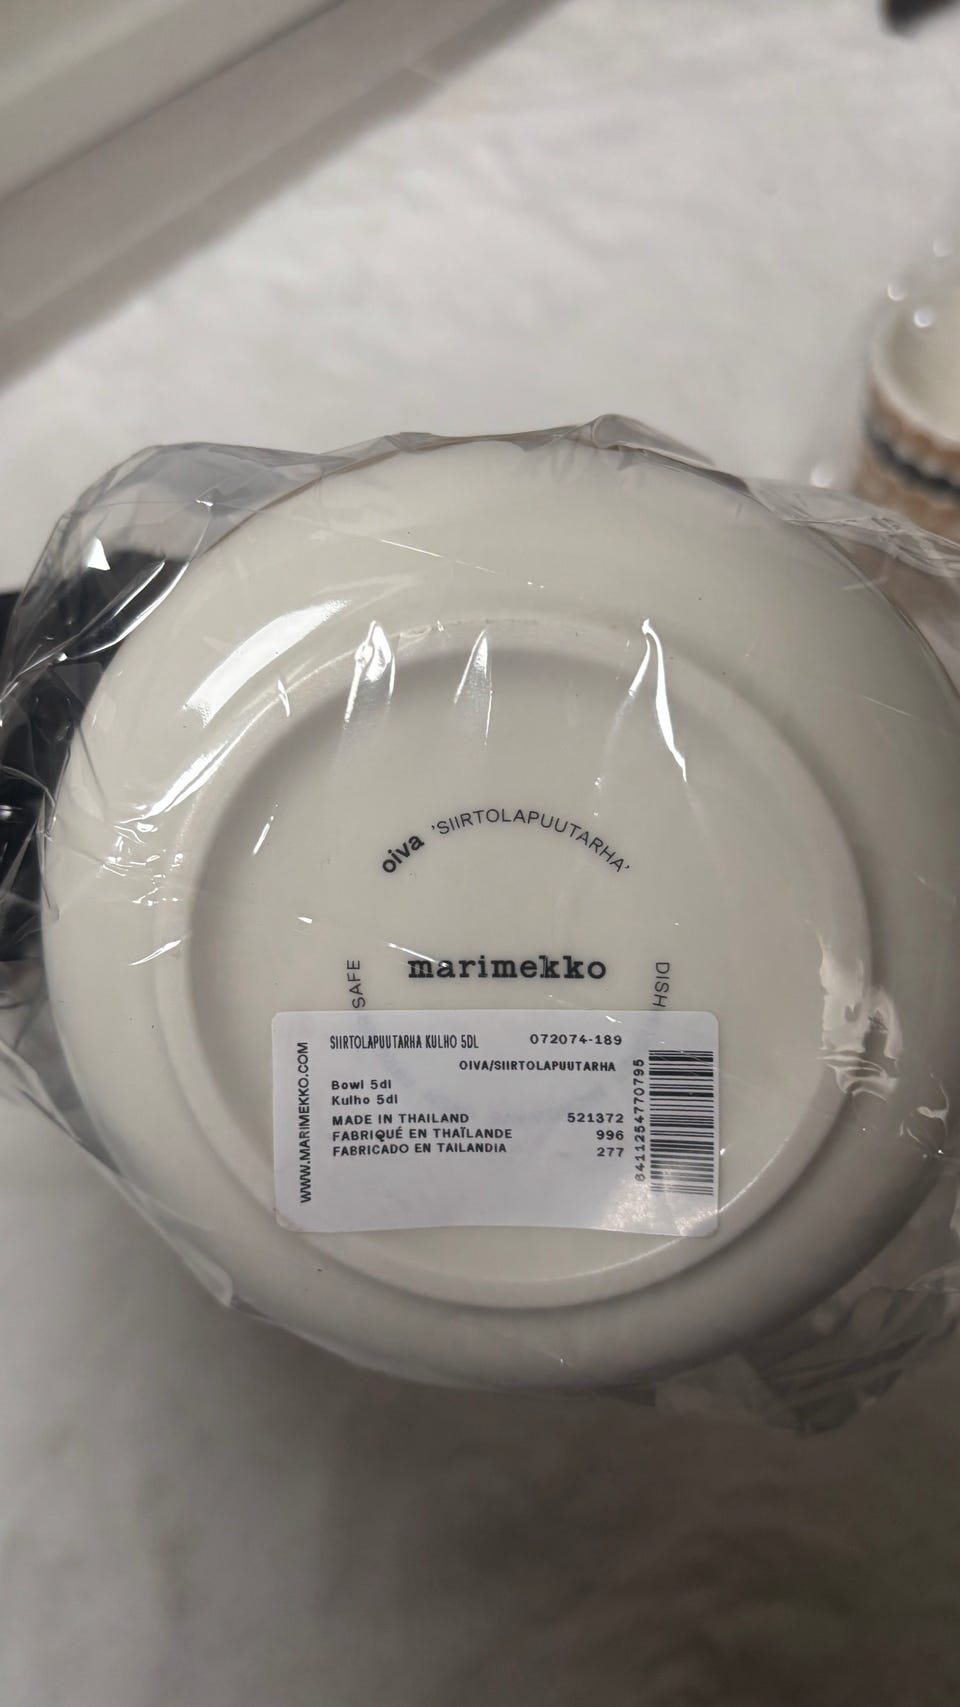 oiva 'SIIRTOLAPUUTARHA'
marimekko
SAFE
DISH
SIIRTOLAPUUTARHA KULHO 5DL 072074-189
OIVA/SIIRTOLAPUUTARHA
Bowl 5dl
Kulho 5dl
MADE IN THAILAND 521372
FABRIQUÉ EN THAÏLANDE 996
FABRICADO EN TAILANDIA 277
WWW.MARIMEKKO.COM
6411254770795